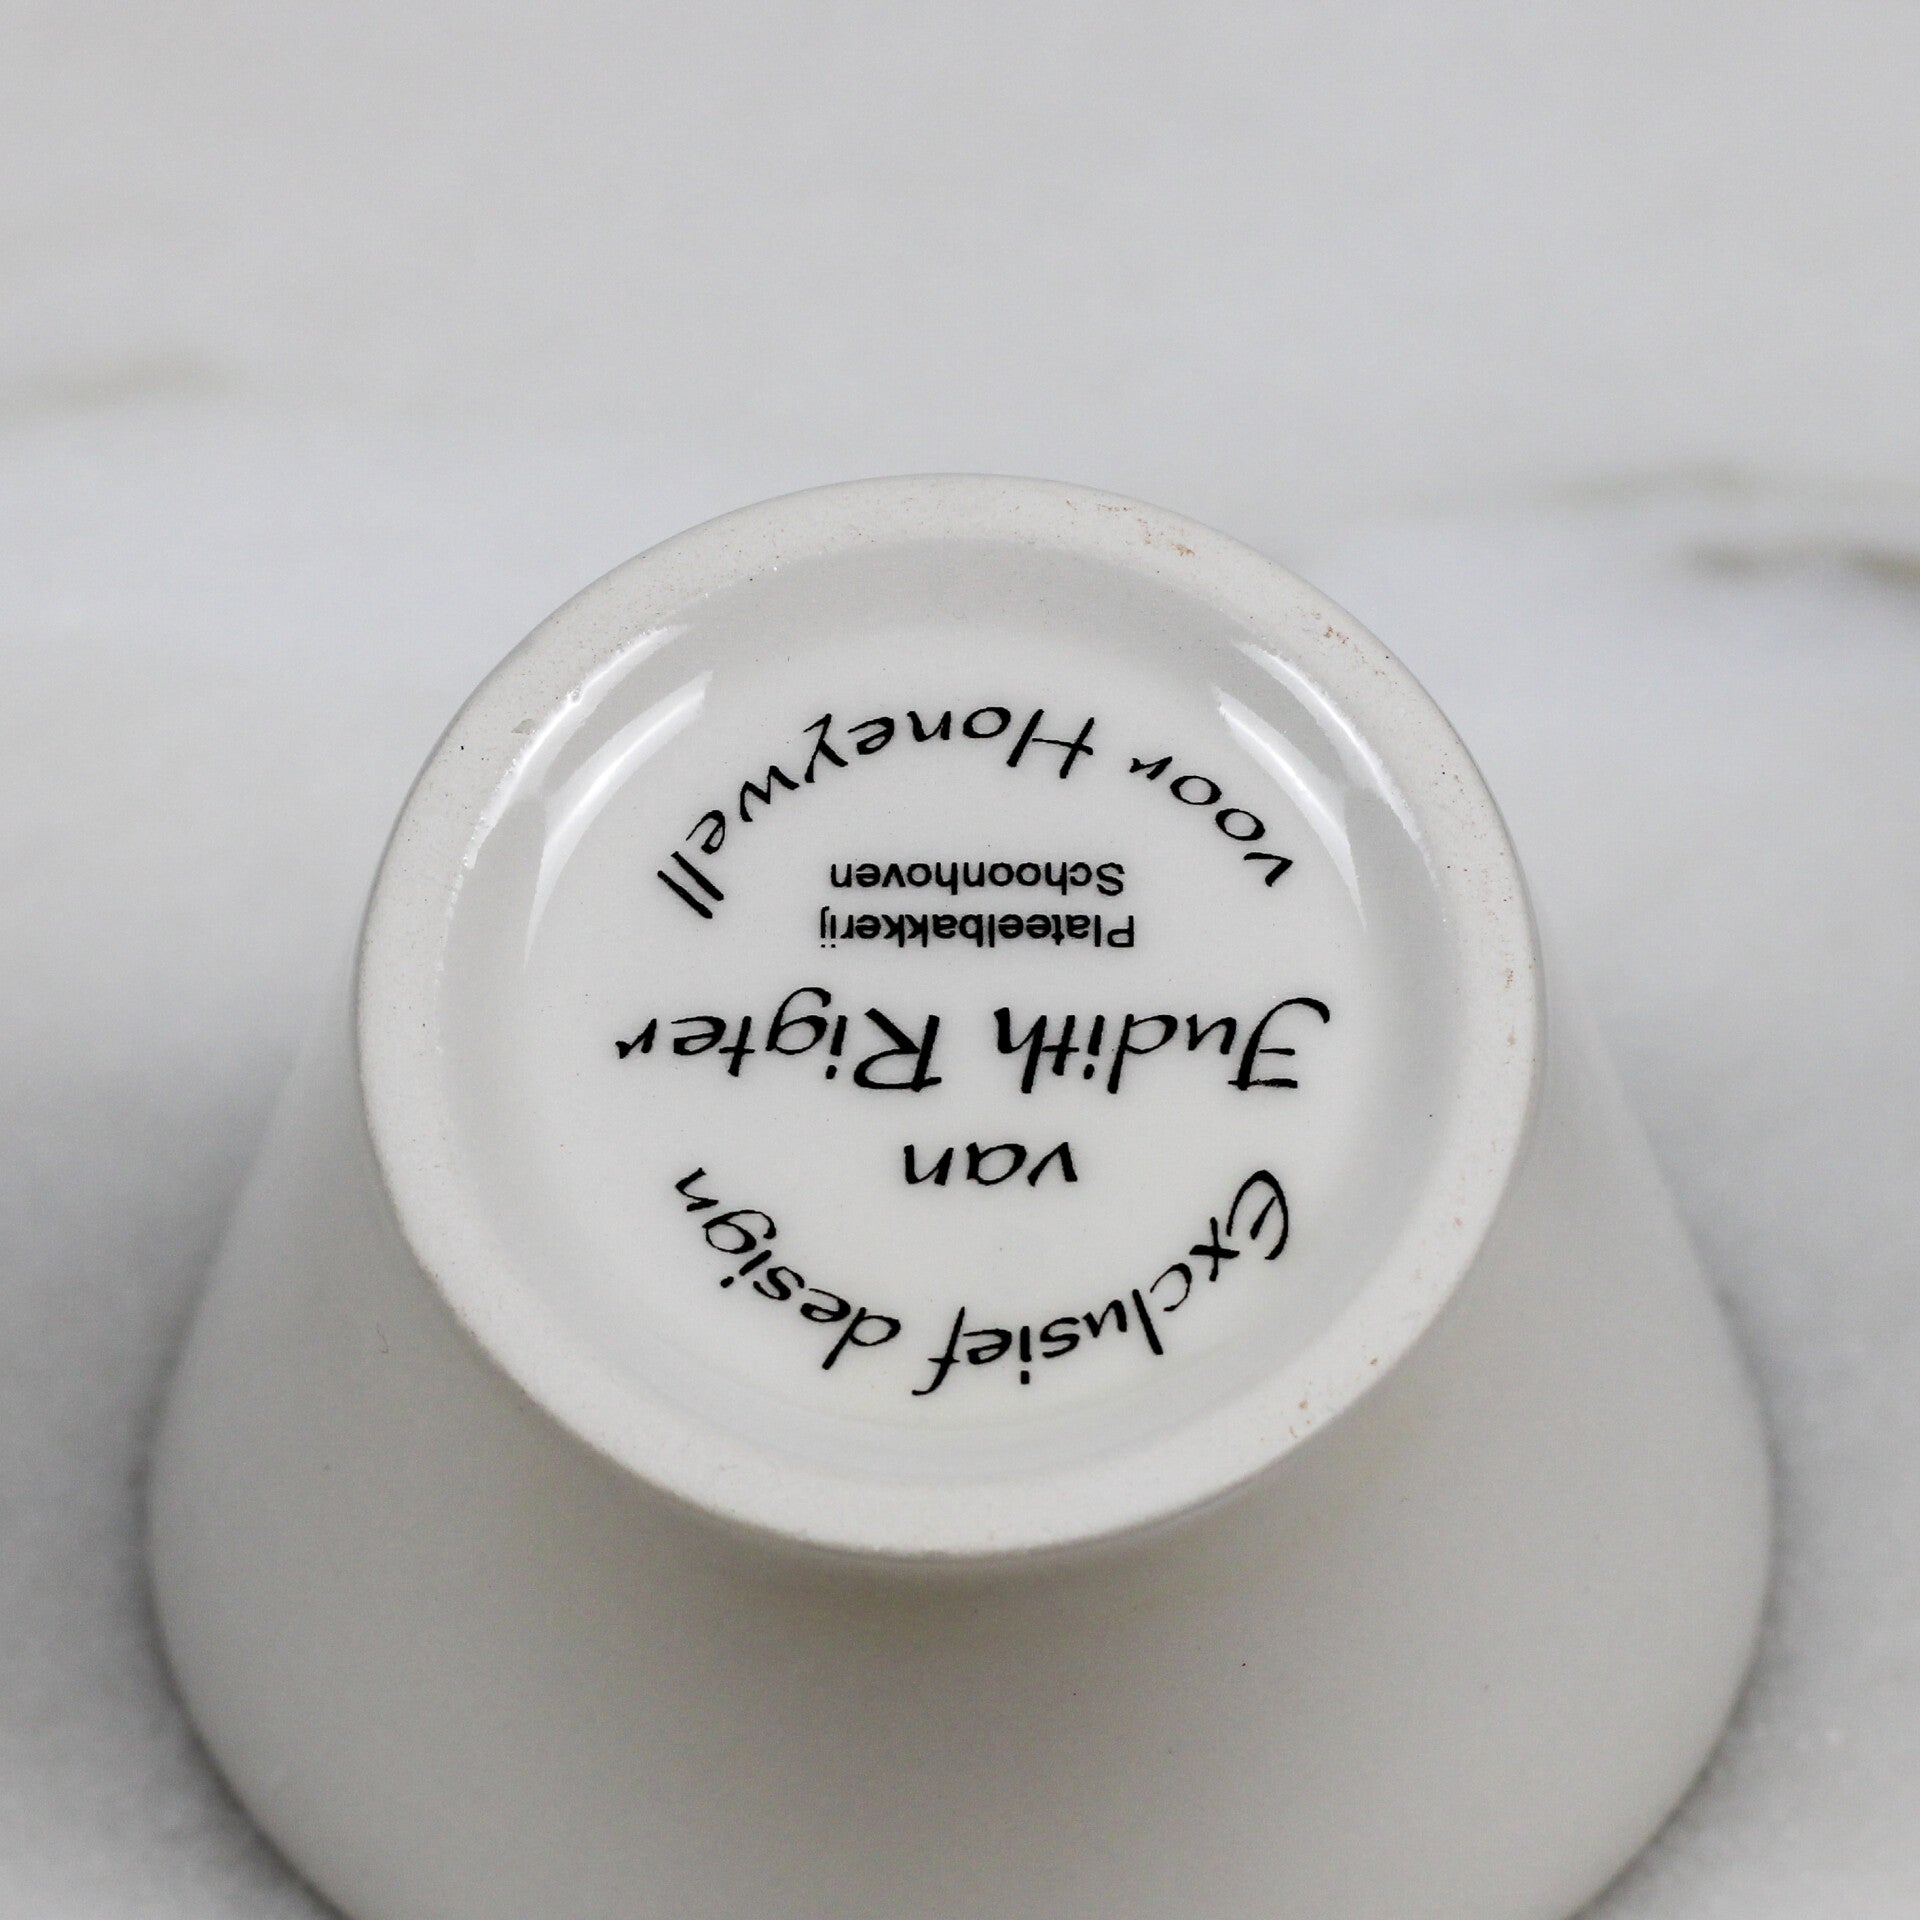 Exclusief design
van
Judith Rigter
Plateelbakkerij
Schoonhoven
voor Honeywell